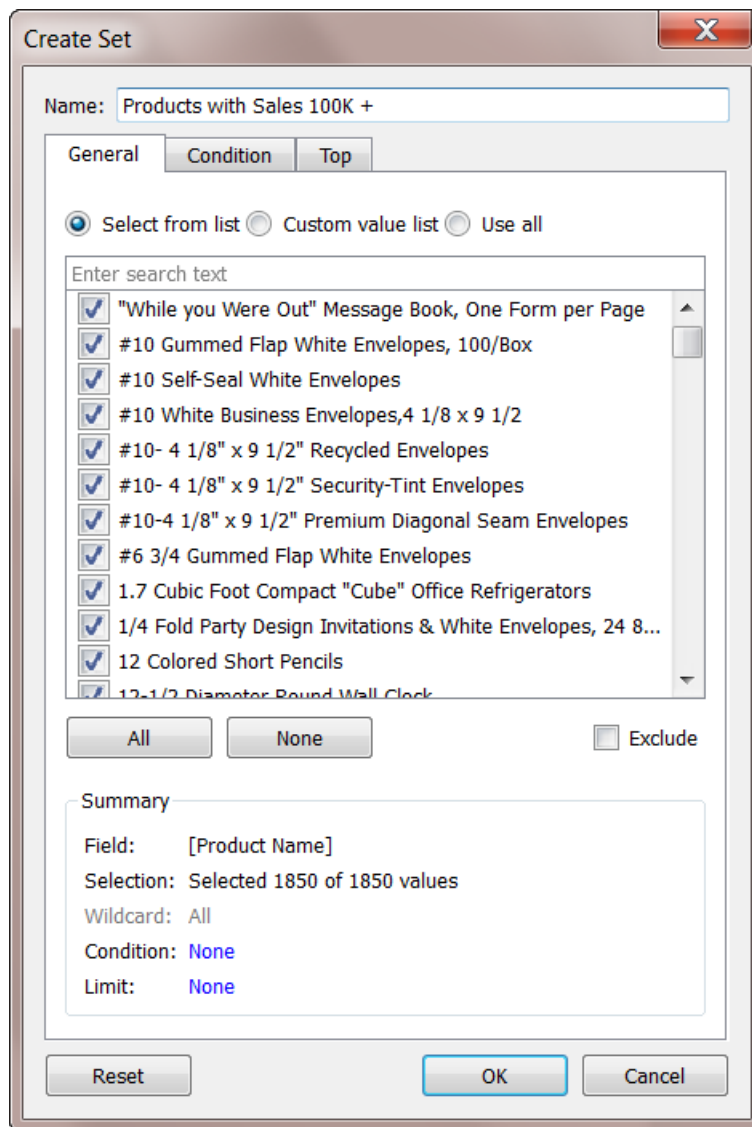 Create Set
X
Name: Products with Sales 100K +
General Condition Top
Select from list Custom value list Use all
Enter search text
"While you Were Out" Message Book, One Form per Page
#10 Gummed Flap White Envelopes, 100/Box
#10 Self-Seal White Envelopes
#10 White Business Envelopes,4 1/8 x 9 1/2
#10- 4 1/8" x 9 1/2" Recycled Envelopes
#10- 4 1/8" x 9 1/2" Security-Tint Envelopes
#10-4 1/8" x 9 1/2" Premium Diagonal Seam Envelopes
#6 3/4 Gummed Flap White Envelopes
1.7 Cubic Foot Compact "Cube" Office Refrigerators
1/4 Fold Party Design Invitations & White Envelopes, 24 8...
12 Colored Short Pencils
12-1/2 Diameter Round Wall Clock
All None Exclude
Summary
Field: [Product Name]
Selection: Selected 1850 of 1850 values
Wildcard: All
Condition: None
Limit: None
Reset OK Cancel